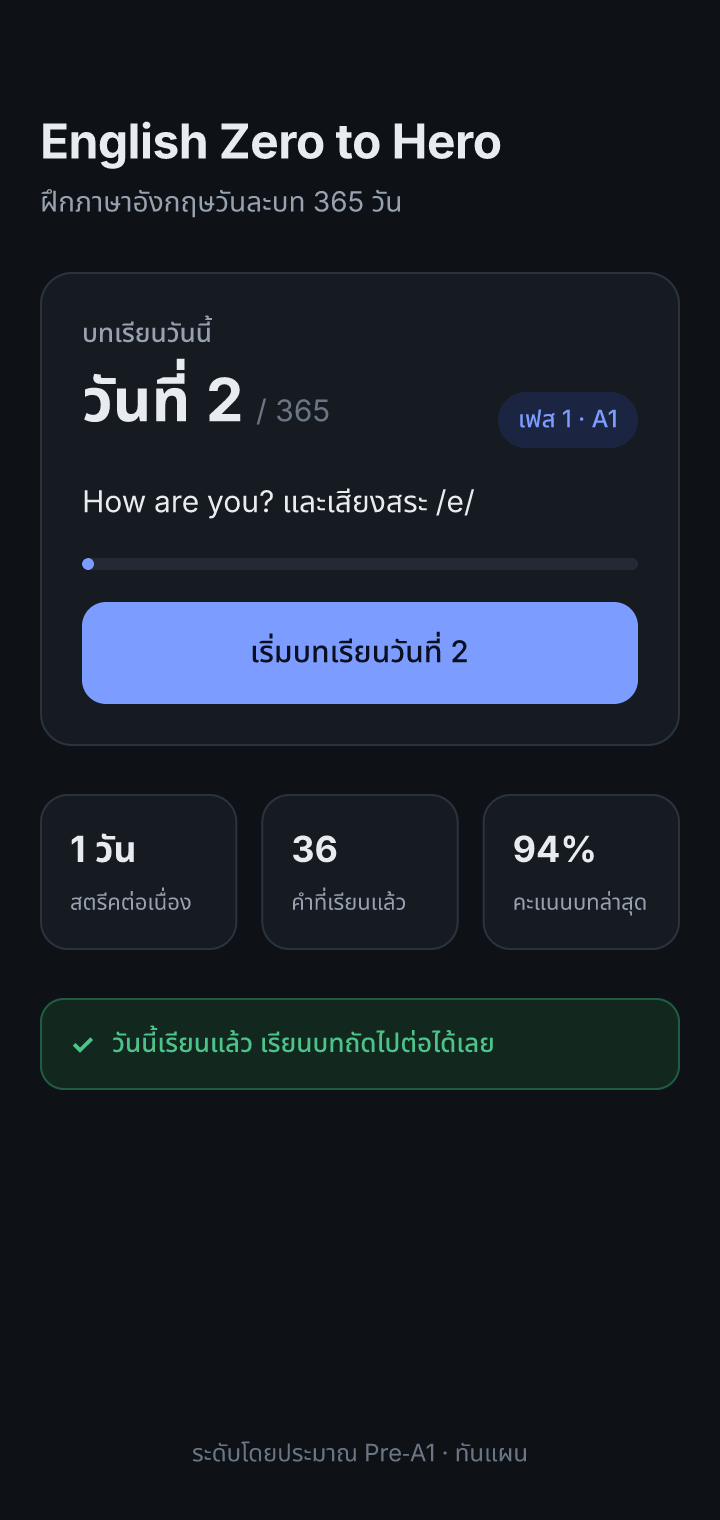 English Zero to Hero
ฝึกภาษาอังกฤษวันละบท 365 วัน
บทเรียนวันนี้
วันที่ 2 / 365
เฟส 1 · A1
How are you? และเสียงสระ /e/
เริ่มบทเรียนวันที่ 2
1 วัน
สตรีคต่อเนื่อง
36
คำที่เรียนแล้ว
94%
คะแนนบทล่าสุด
✓ วันนี้เรียนแล้ว เรียนบทถัดไปต่อได้เลย
ระดับโดยประมาณ Pre-A1 · ทันแผน